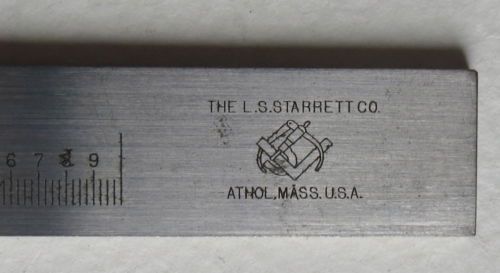 THE L.S.STARRETT CO.
6 7 8 9
ATHOL, MASS. U.S.A.